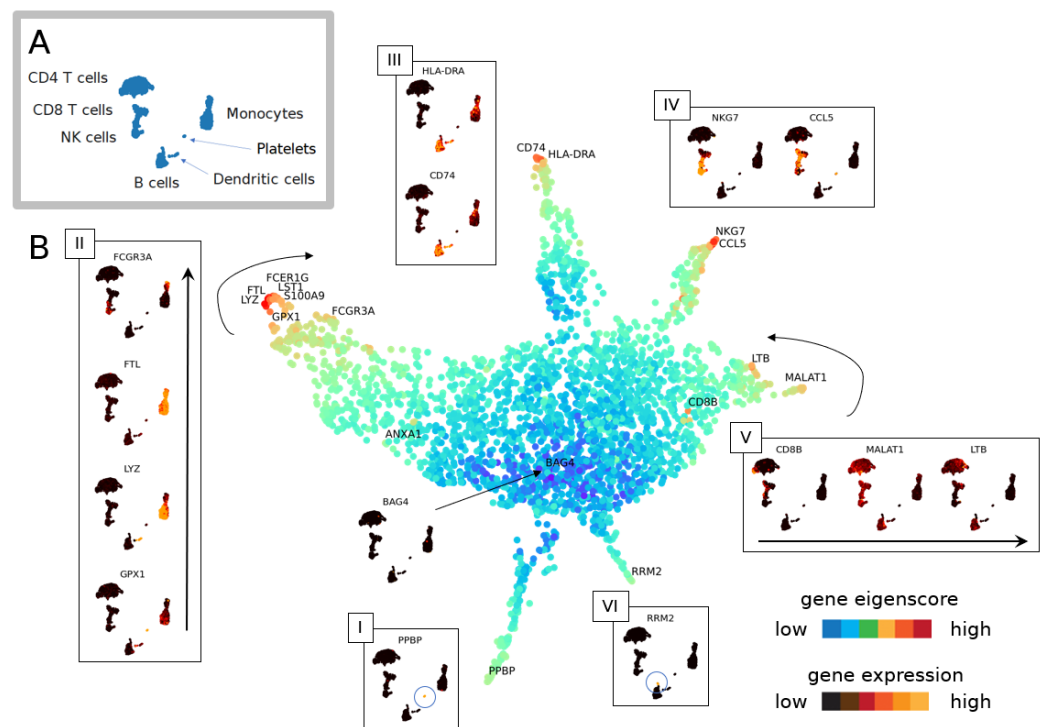 A
CD4 T cells
CD8 T cells
NK cells
Monocytes
Platelets
Dendritic cells
B cells
B
II
FCGR3A
FTL
LYZ
GPX1
III
HLA-DRA
CD74
IV
NKG7
CCL5
CD74
HLA-DRA
NKG7
CCL5
FCER1G
FTL
LST1
LYZ
S100A9
GPX1
FCGR3A
LTB
MALAT1
CD8B
ANXA1
BAG4
BAG4
RRM2
PPBP
V
CD8B
MALAT1
LTB
I
PPBP
VI
RRM2
gene eigenscore
low
high
gene expression
low
high